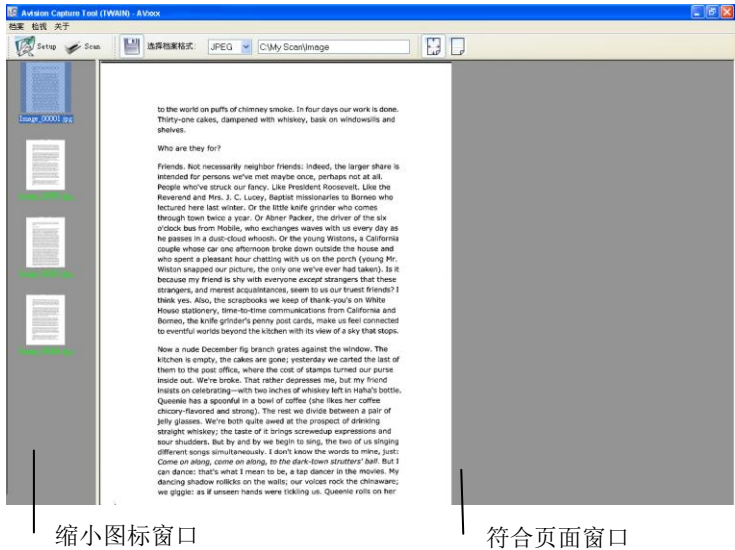 Avision Capture Tool (TWAIN) - AVxxx
档案 检视 关于
Setup Scan 选择档案格式: JPEG C:\My Scan\Image
Image_00001.jpg
to the world on puffs of chimney smoke. In four days our work is done.
Thirty-one cakes, dampened with whiskey, bask on windowsills and
shelves.
Who are they for?
Friends. Not necessarily neighbor friends: indeed, the larger share is
intended for persons we've met maybe once, perhaps not at all.
People who've struck our fancy. Like President Roosevelt. Like the
Reverend and Mrs. J. C. Lucey, Baptist missionaries to Borneo who
lectured here last winter. Or the little knife grinder who comes
through town twice a year. Or Abner Packer, the driver of the six
o'clock bus from Mobile, who exchanges waves with us every day as
he passes in a dust-cloud whoosh. Or the young Wistons, a California
couple whose car one afternoon broke down outside the house and
who spent a pleasant hour chatting with us on the porch (young Mr.
Wiston snapped our picture, the only one we've ever had taken). Is it
because my friend is shy with everyone except strangers that these
strangers, and merest acquaintances, seem to us our truest friends? I
think yes. Also, the scrapbooks we keep of thank-you's on White
House stationery, time-to-time communications from California and
Borneo, the knife grinder's penny post cards, make us feel connected
to eventful worlds beyond the kitchen with its view of a sky that stops.
Now a nude December fig branch grates against the window. The
kitchen is empty, the cakes are gone; yesterday we carted the last of
them to the post office, where the cost of stamps turned our purse
inside out. We're broke. That rather depresses me, but my friend
insists on celebrating—with two inches of whiskey left in Haha's bottle.
Queenie has a spoonful in a bowl of coffee (she likes her coffee
chicory-flavored and strong). The rest we divide between a pair of
jelly glasses. We're both quite awed at the prospect of drinking
straight whiskey; the taste of it brings screwedup expressions and
sour shudders. But by and by we begin to sing, the two of us singing
different songs simultaneously. I don't know the words to mine, just:
Come on along, come on along, to the dark-town strutters' ball. But I
can dance: that's what I mean to be, a tap dancer in the movies. My
dancing shadow rollicks on the walls; our voices rock the chinaware;
we giggle: as if unseen hands were tickling us. Queenie rolls on her
缩小图标窗口
符合页面窗口